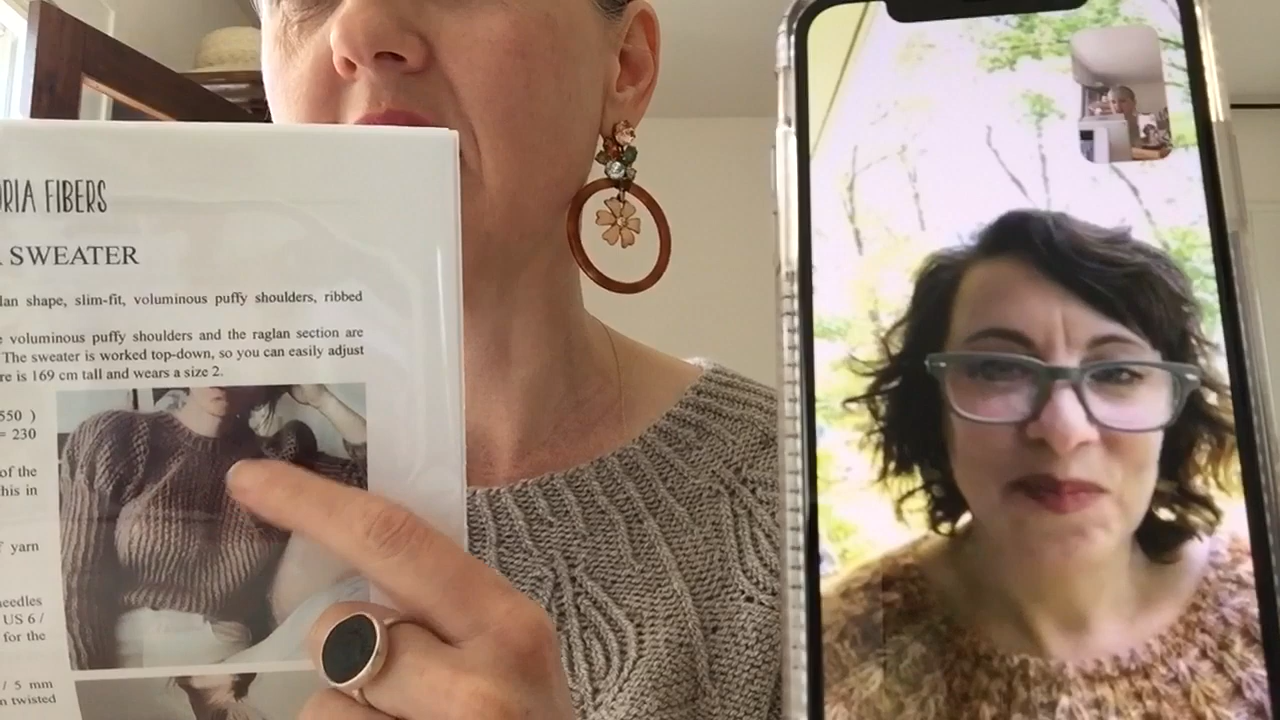 ORIA FIBERS
SWEATER
lan shape, slim-fit, voluminous puffy shoulders, ribbed
voluminous puffy shoulders and the raglan section are
The sweater is worked top-down, so you can easily adjust
re is 169 cm tall and wears a size 2.
550 )
= 230
of the
his in
yarn
eedles
US 6 /
for the
/ 5 mm
n twisted